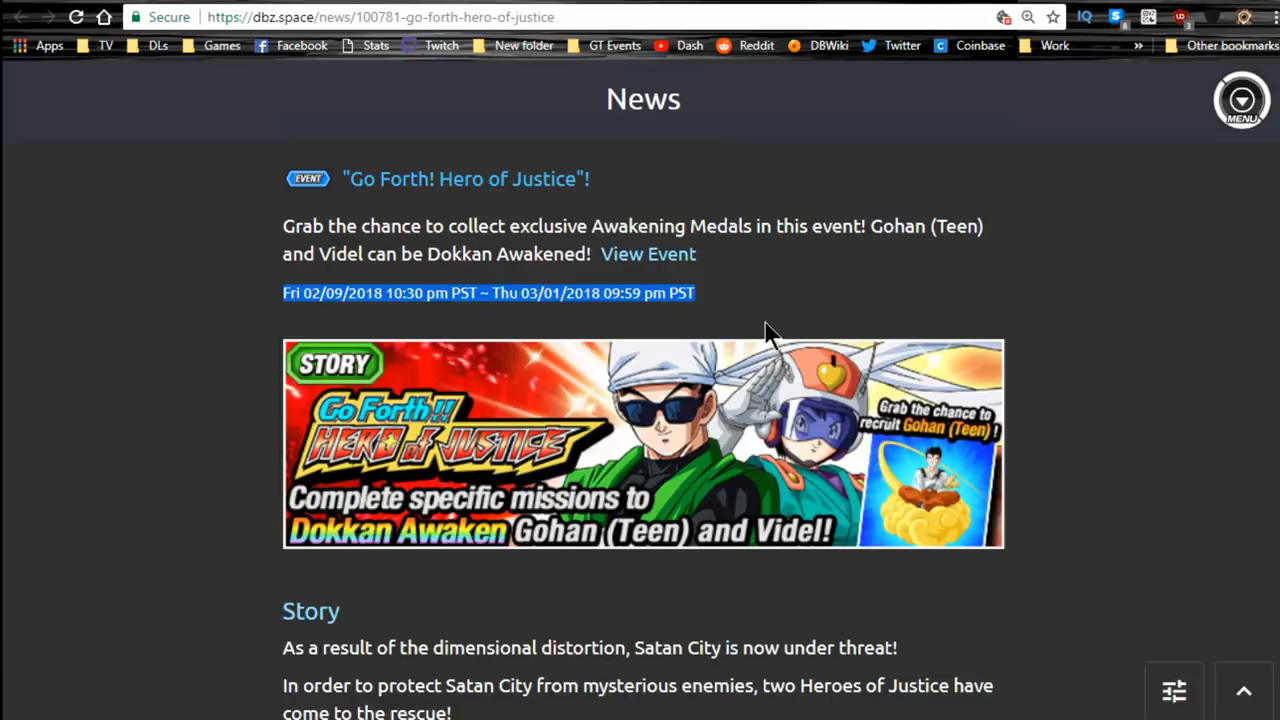 Secure https://dbz.space/news/100781-go-forth-hero-of-justice IQ 8 3
Apps TV DLs Games Facebook Stats Twitch New folder GT Events Dash Reddit DBWiki Twitter Coinbase Work » Other bookmarks
News
MENU
EVENT "Go Forth! Hero of Justice"!
Grab the chance to collect exclusive Awakening Medals in this event! Gohan (Teen)
and Videl can be Dokkan Awakened! View Event
Fri 02/09/2018 10:30 pm PST ~ Thu 03/01/2018 09:59 pm PST
STORY
Go Forth!!
HERO of JUSTICE
Grab the chance to
recruit Gohan (Teen)!
Complete specific missions to
Dokkan Awaken Gohan (Teen) and Videl!
Story
As a result of the dimensional distortion, Satan City is now under threat!
In order to protect Satan City from mysterious enemies, two Heroes of Justice have
come to the rescue!